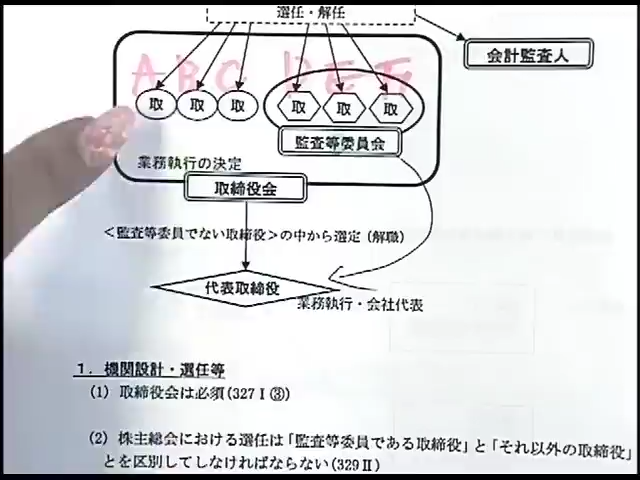 選任・解任
会計監査人
A B C D E F
取 取 取 取 取 取
監査等委員会
業務執行の決定
取締役会
＜監査等委員でない取締役＞の中から選定（解職）
代表取締役
業務執行・会社代表
１．機関設計・選任等
(1) 取締役会は必須(327Ⅰ③)
(2) 株主総会における選任は「監査等委員である取締役」と「それ以外の取締役」
とを区別してしなければならない(329Ⅱ)